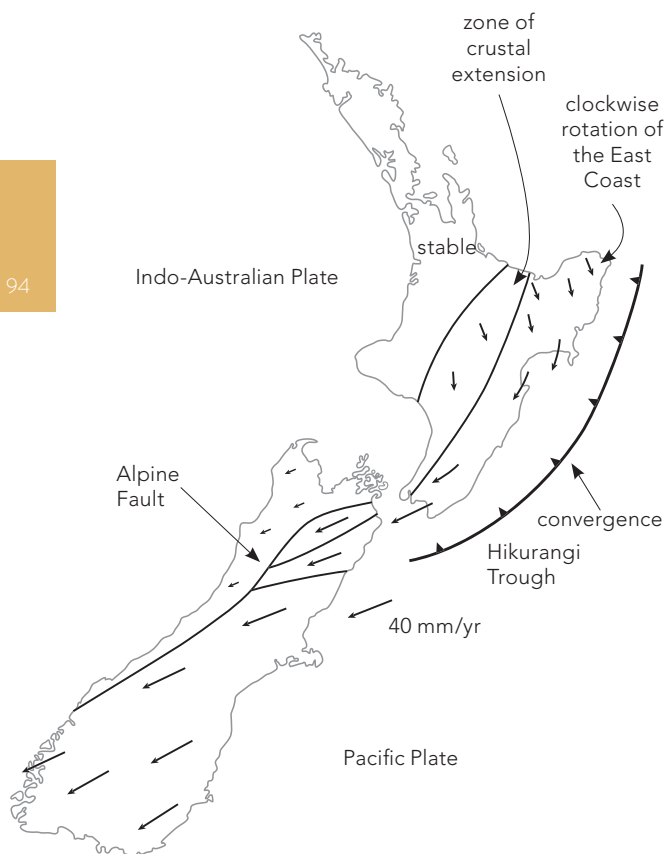 zone of
crustal
extension
clockwise
rotation of
the East
Coast
stable
94
Indo-Australian Plate
Alpine
Fault
convergence
Hikurangi
Trough
40 mm/yr
Pacific Plate